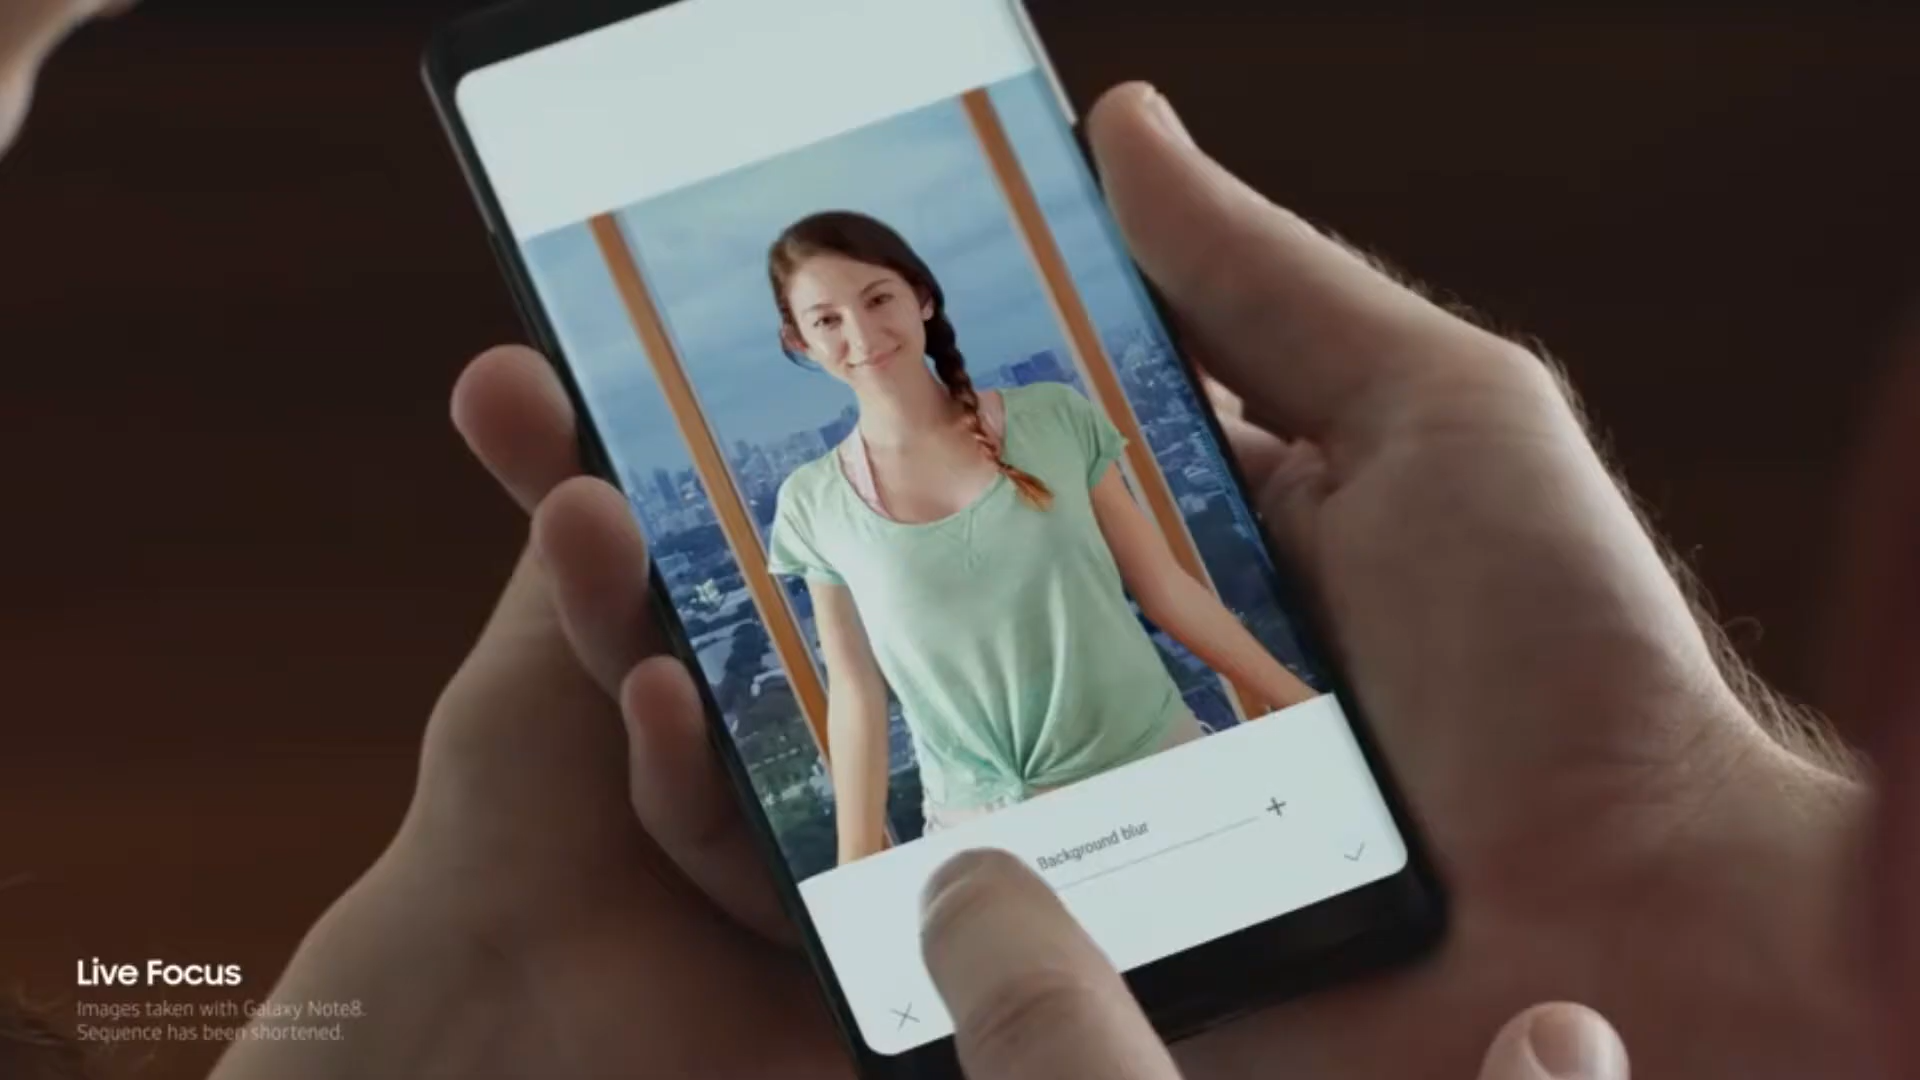 Background blur
Live Focus
Images taken with Galaxy Note8.
Sequence has been shortened.